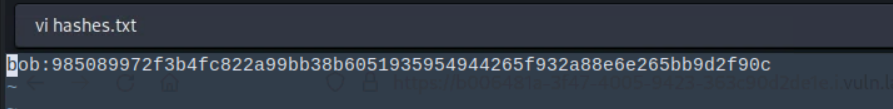 vi hashes.txt
bob:985089972f3b4fc822a99bb38b6051935954944265f932a88e6e265bb9d2f90c
~
~